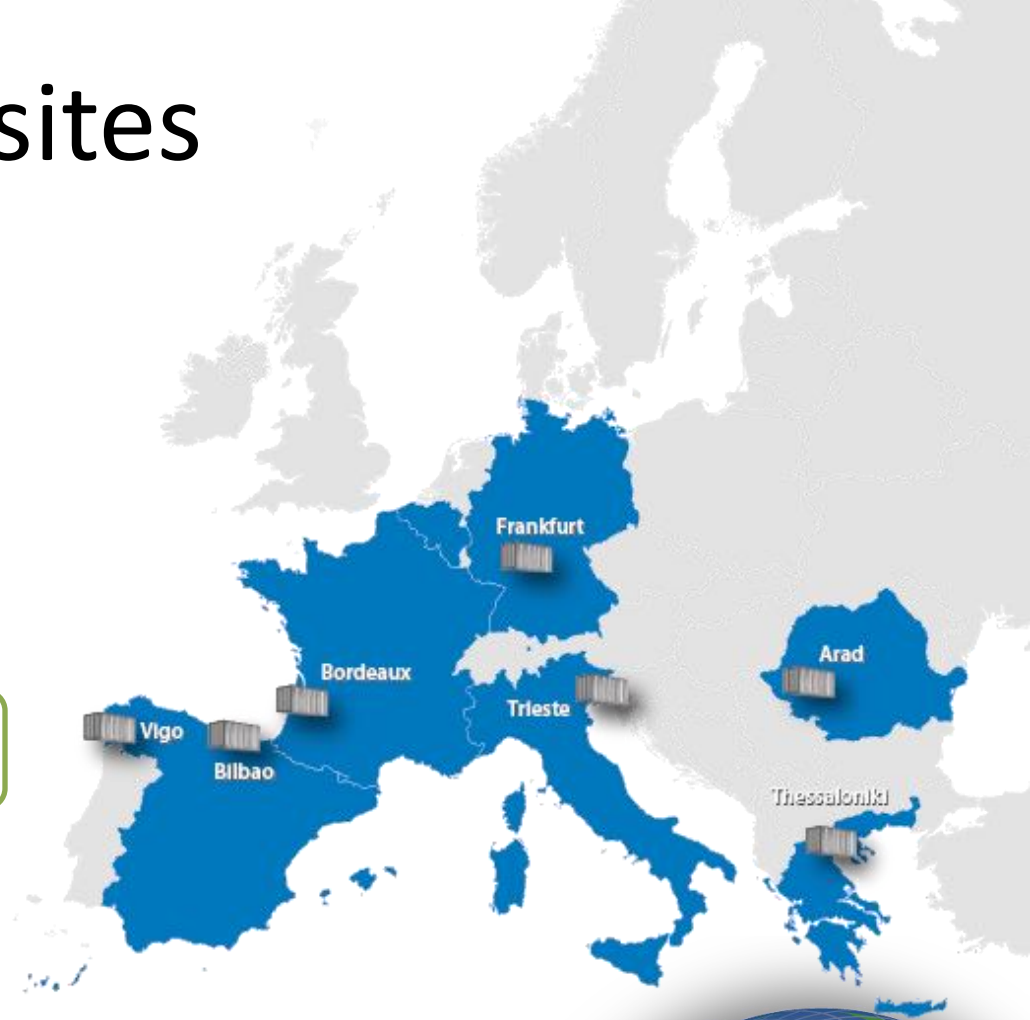 sites
Frankfurt
Arad
Bordeaux
Trieste
Vigo
Bilbao
Thessaloniki